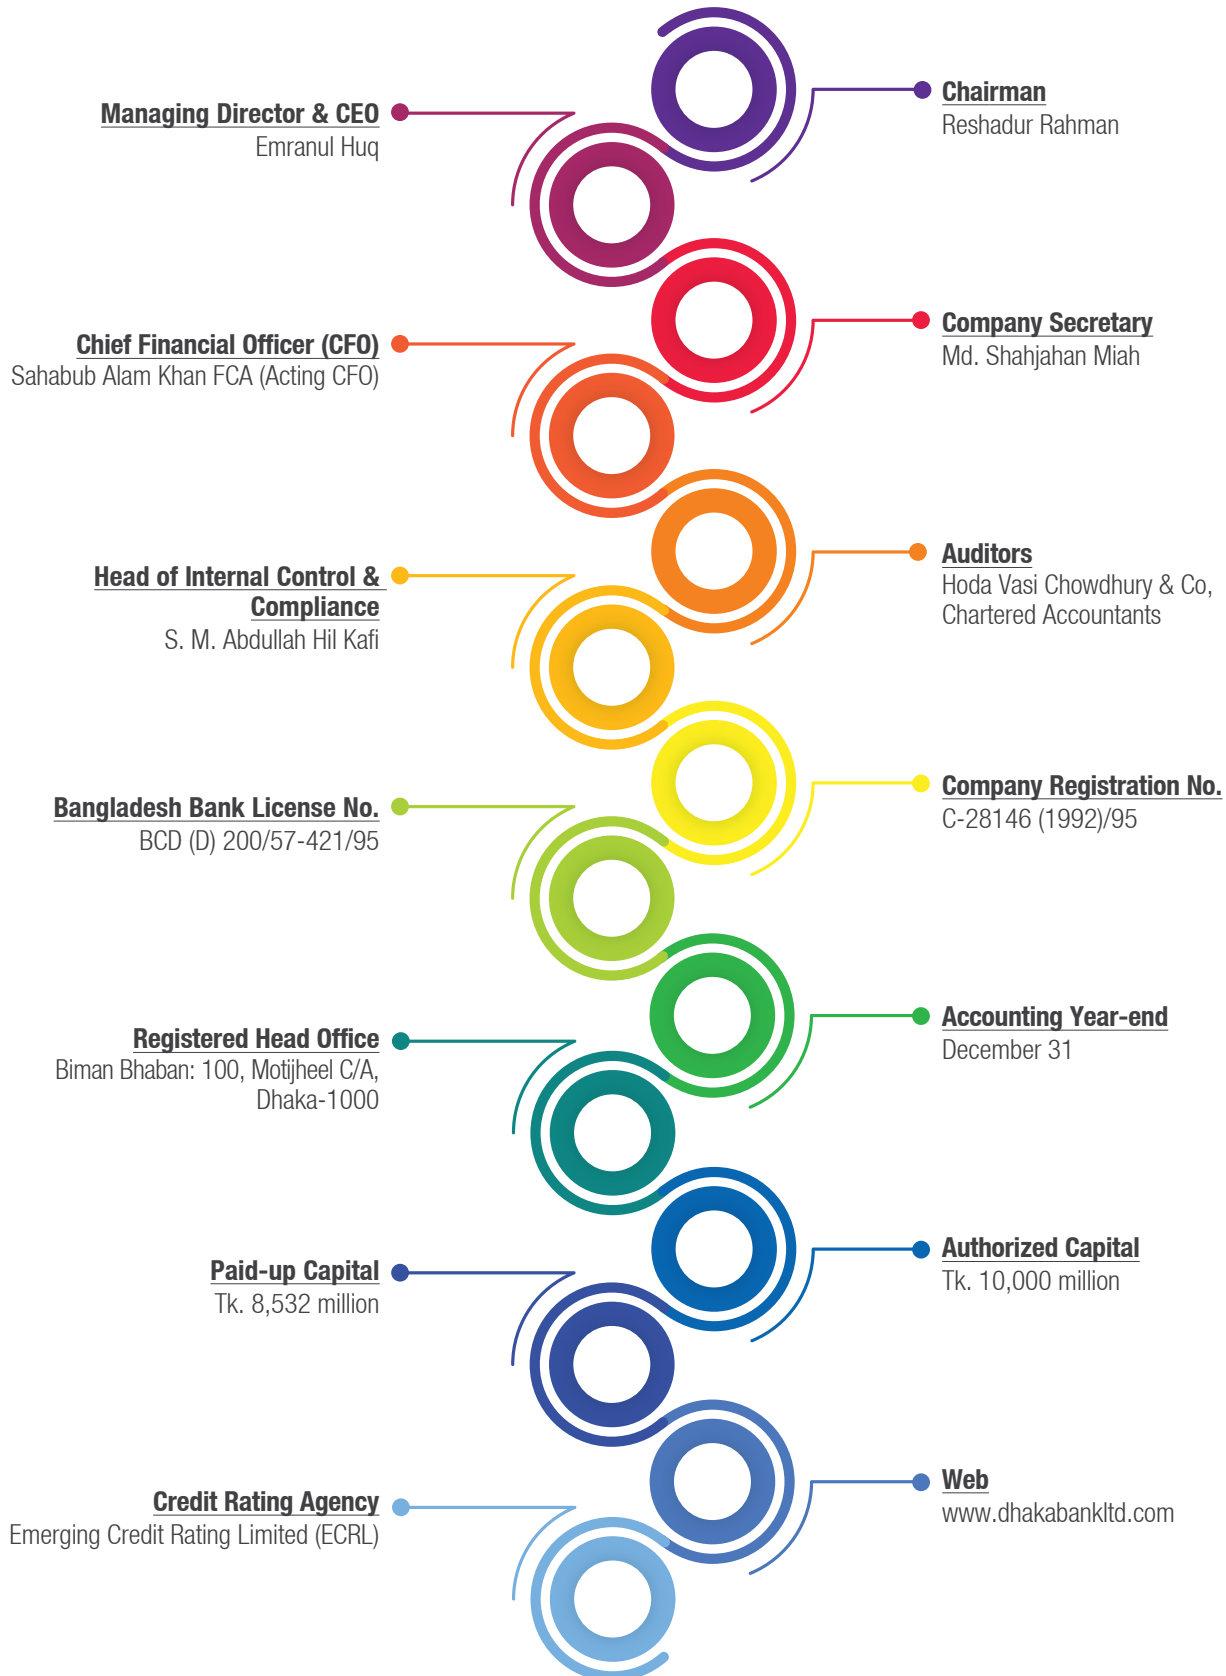 Chairman
Reshadur Rahman
Managing Director & CEO
Emranul Huq
Company Secretary
Md. Shahjahan Miah
Chief Financial Officer (CFO)
Sahabub Alam Khan FCA (Acting CFO)
Auditors
Hoda Vasi Chowdhury & Co,
Chartered Accountants
Head of Internal Control &
Compliance
S. M. Abdullah Hil Kafi
Company Registration No.
C-28146 (1992)/95
Bangladesh Bank License No.
BCD (D) 200/57-421/95
Accounting Year-end
December 31
Registered Head Office
Biman Bhaban: 100, Motijheel C/A,
Dhaka-1000
Authorized Capital
Tk. 10,000 million
Paid-up Capital
Tk. 8,532 million
Web
www.dhakabankltd.com
Credit Rating Agency
Emerging Credit Rating Limited (ECRL)